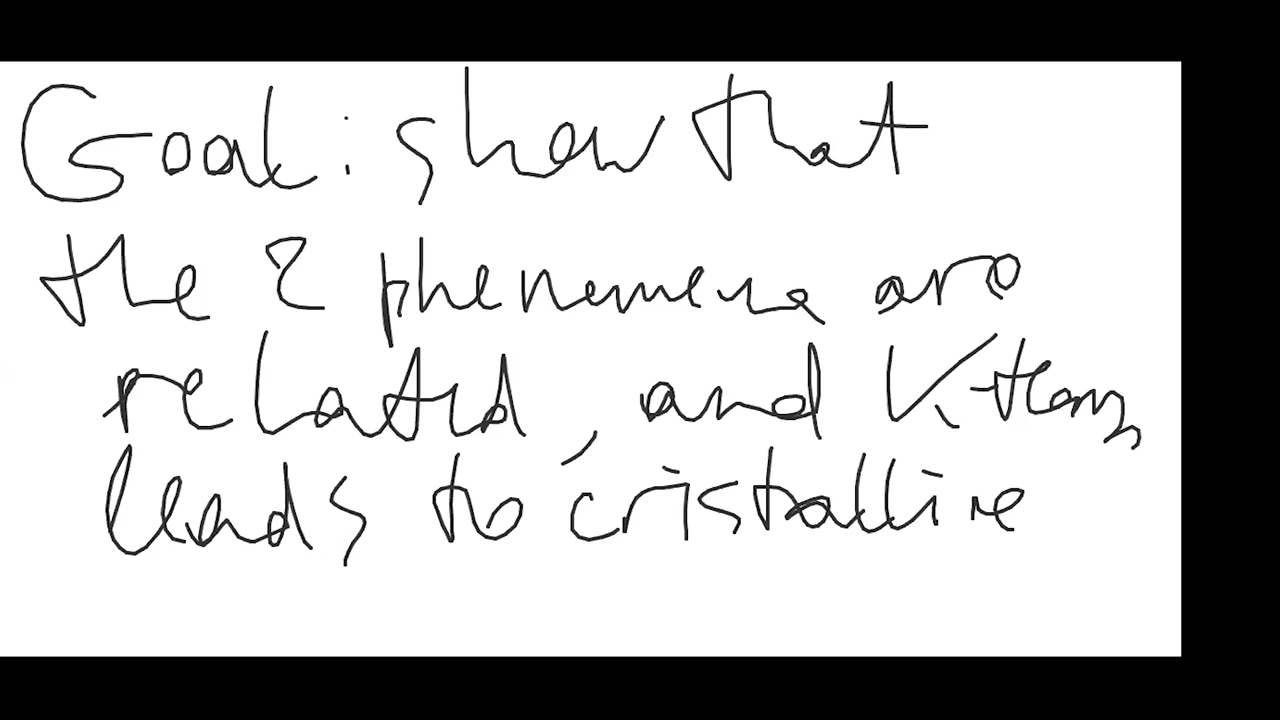 Goal: show that
the 2 phenomena are
related, and K-theory
leads to cristalline